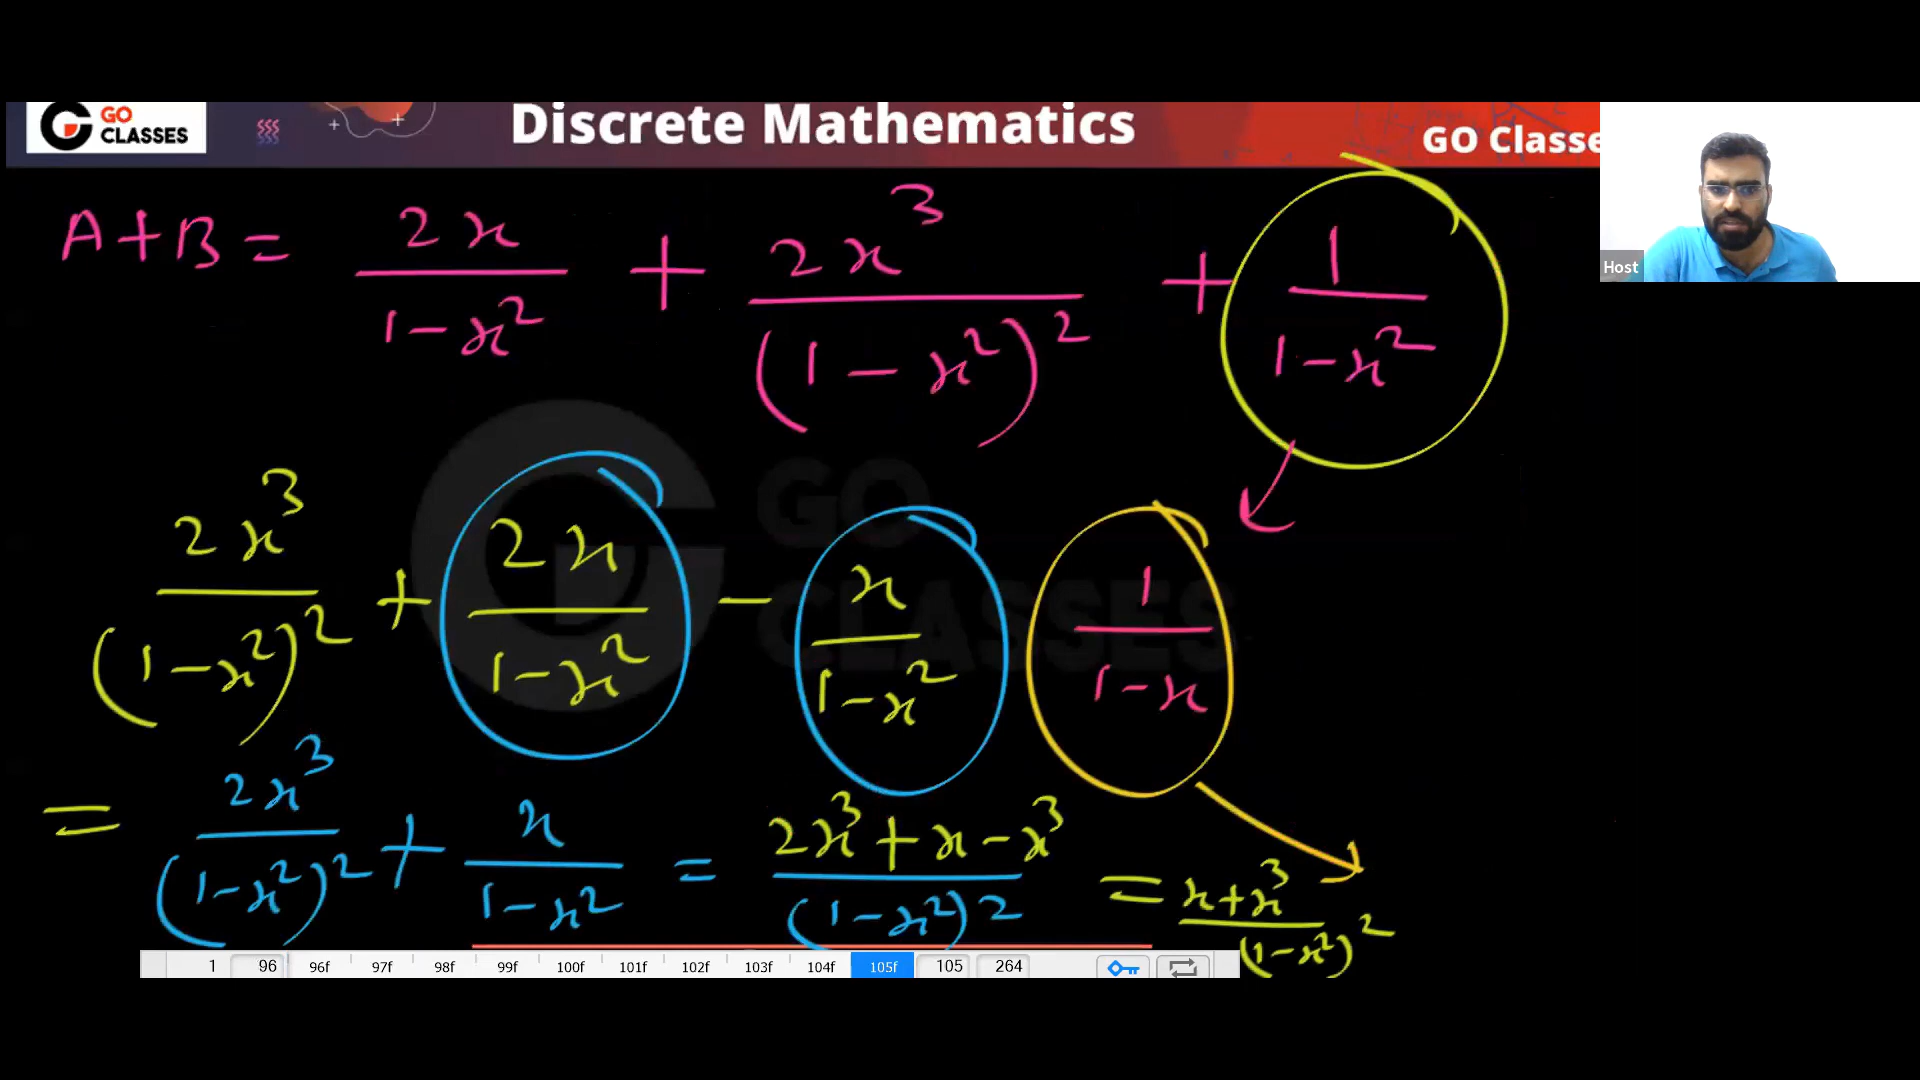 GO
CLASSES
Discrete Mathematics
GO Classe
Host
A+B = 2x/(1-x²) + 2x³/(1-x²)² + 1/(1-x²)
2x³/(1-x²)² + 2x/(1-x²) - x/(1-x²) 1/(1-x)
GO
CLASSES
= 2x³/(1-x²)² + x/(1-x²) = (2x³+x-x³)/(1-x²)² = (x+x³)/(1-x²)²
1 96 96f 97f 98f 99f 100f 101f 102f 103f 104f 105f 105 264